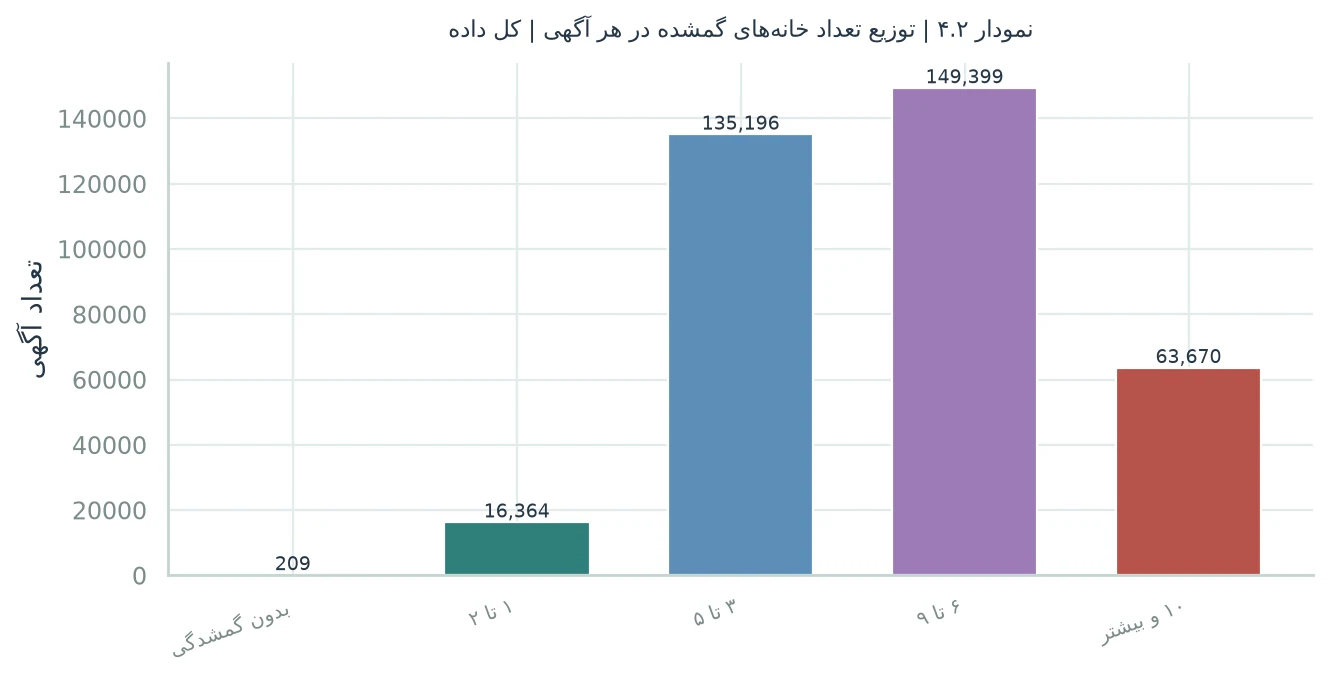 نمودار ۴.۲ | توزیع تعداد خانه‌های گمشده در هر آگهی | کل داده
تعداد آگهی
140000
120000
100000
80000
60000
40000
20000
0
209
16,364
135,196
149,399
63,670
بدون گمشدگی
۱ تا ۲
۳ تا ۵
۶ تا ۹
۱۰ و بیشتر